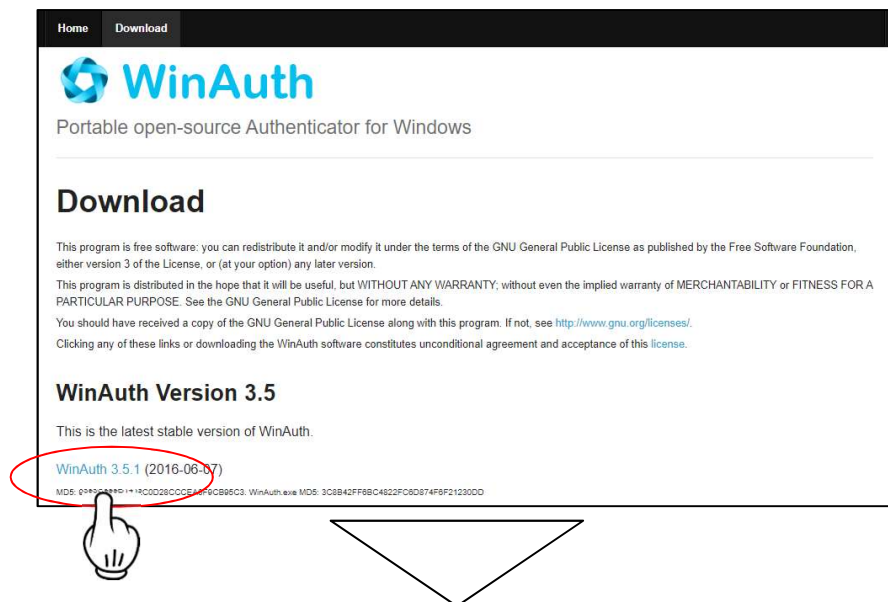 Home Download
WinAuth
Portable open-source Authenticator for Windows
Download
This program is free software: you can redistribute it and/or modify it under the terms of the GNU General Public License as published by the Free Software Foundation,
either version 3 of the License, or (at your option) any later version.
This program is distributed in the hope that it will be useful, but WITHOUT ANY WARRANTY; without even the implied warranty of MERCHANTABILITY or FITNESS FOR A
PARTICULAR PURPOSE. See the GNU General Public License for more details.
You should have received a copy of the GNU General Public License along with this program. If not, see http://www.gnu.org/licenses/.
Clicking any of these links or downloading the WinAuth software constitutes unconditional agreement and acceptance of this license.
WinAuth Version 3.5
This is the latest stable version of WinAuth.
WinAuth 3.5.1 (2016-06-07)
MD5: WinAuth.exe MD5: 3C8B42FF6BC4822FC6D874F6F21230DD